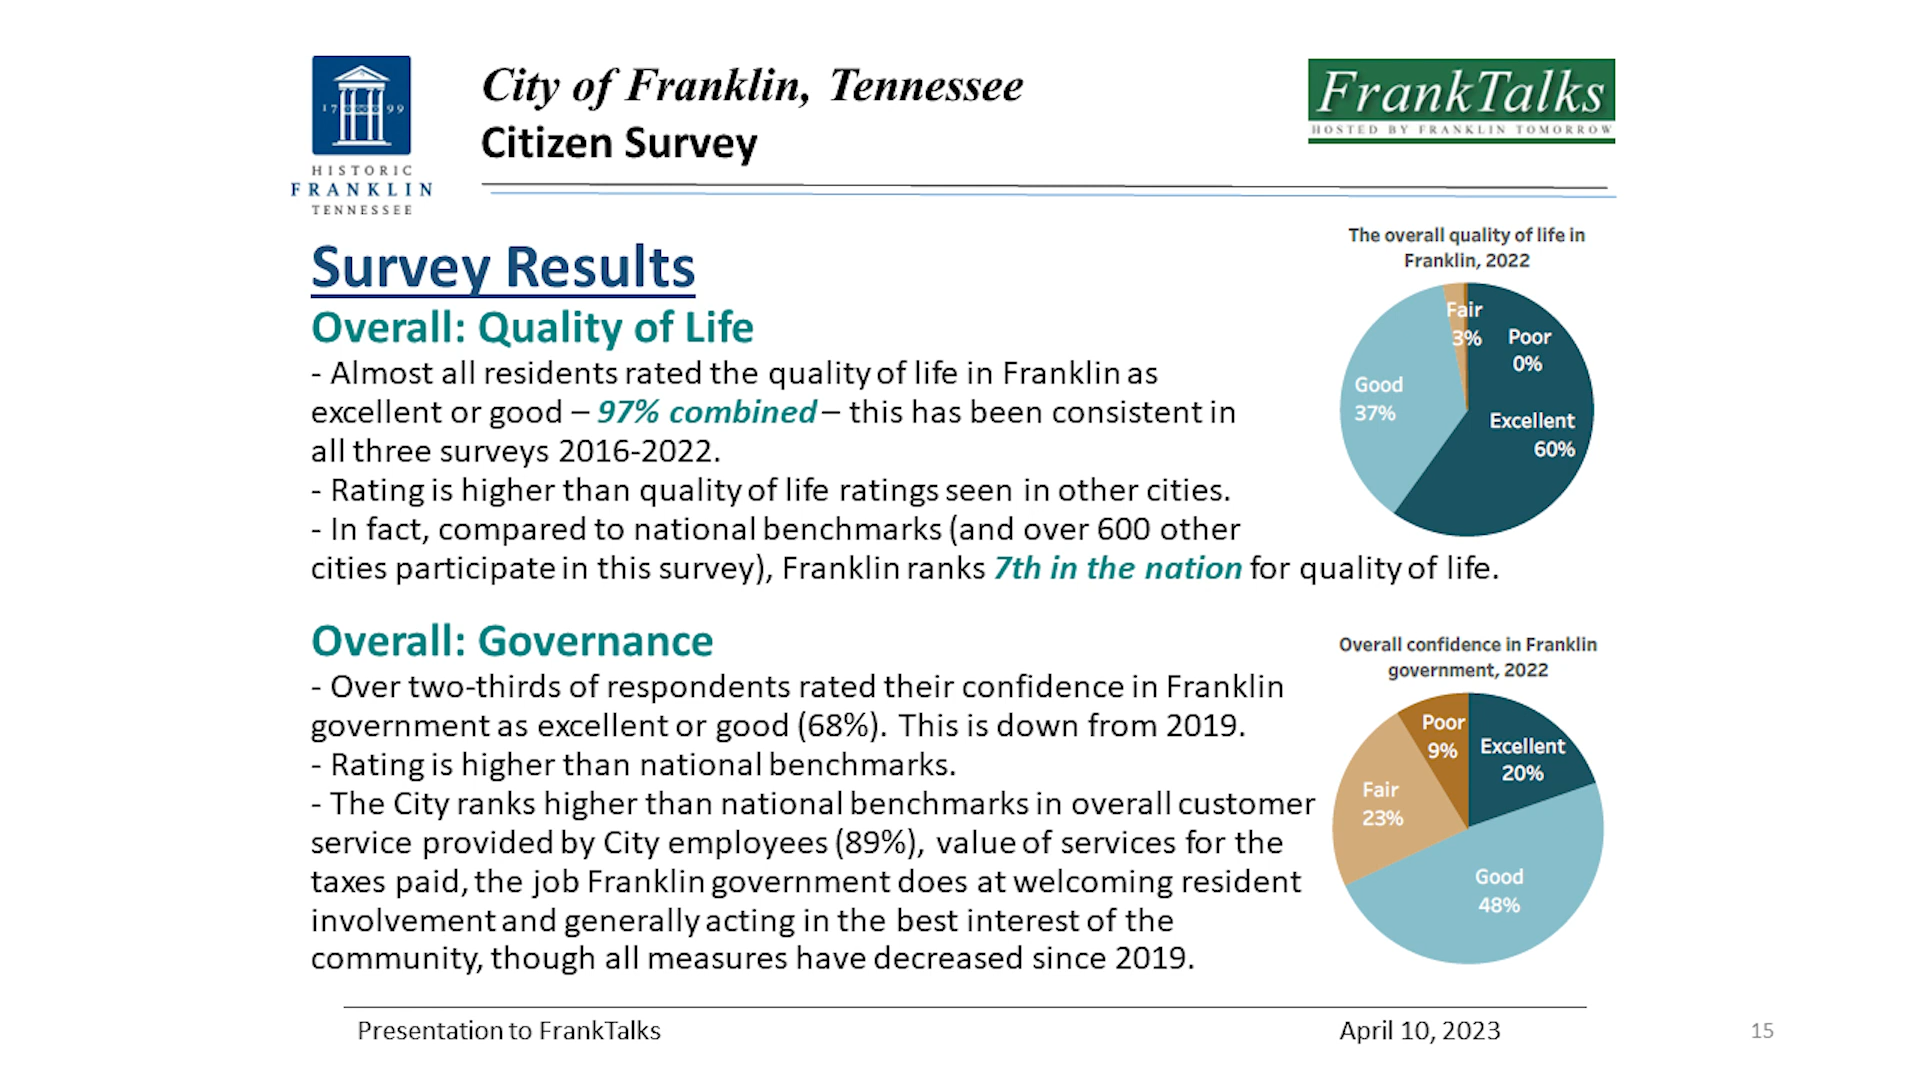 17 99
HISTORIC
FRANKLIN
TENNESSEE
City of Franklin, Tennessee
Citizen Survey
FrankTalks
HOSTED BY FRANKLIN TOMORROW
Survey Results
Overall: Quality of Life
- Almost all residents rated the quality of life in Franklin as
excellent or good – 97% combined – this has been consistent in
all three surveys 2016-2022.
- Rating is higher than quality of life ratings seen in other cities.
- In fact, compared to national benchmarks (and over 600 other
cities participate in this survey), Franklin ranks 7th in the nation for quality of life.
The overall quality of life in
Franklin, 2022
Fair
3%
Poor
0%
Good
37%
Excellent
60%
Overall: Governance
- Over two-thirds of respondents rated their confidence in Franklin
government as excellent or good (68%). This is down from 2019.
- Rating is higher than national benchmarks.
- The City ranks higher than national benchmarks in overall customer
service provided by City employees (89%), value of services for the
taxes paid, the job Franklin government does at welcoming resident
involvement and generally acting in the best interest of the
community, though all measures have decreased since 2019.
Overall confidence in Franklin
government, 2022
Poor
9%
Excellent
20%
Fair
23%
Good
48%
Presentation to FrankTalks
April 10, 2023
15